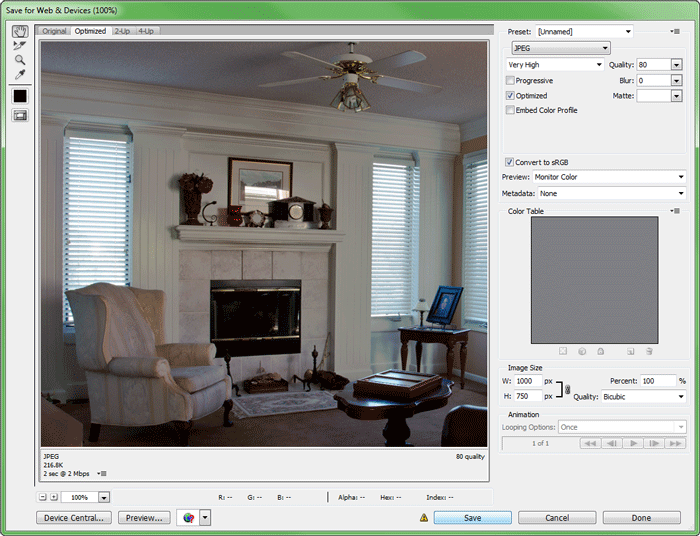 Save for Web & Devices (100%)
Original Optimized 2-Up 4-Up
Preset: [Unnamed]
JPEG
Very High Quality: 80
Progressive Blur: 0
Optimized Matte:
Embed Color Profile
Convert to sRGB
Preview: Monitor Color
Metadata: None
Color Table
Image Size
W: 1000 px Percent: 100 %
H: 750 px Quality: Bicubic
Animation
Looping Options: Once
1 of 1
JPEG 80 quality
216.8K
2 sec @ 2 Mbps
100% R: -- G: -- B: -- Alpha: -- Hex: -- Index: --
Device Central... Preview... Save Cancel Done